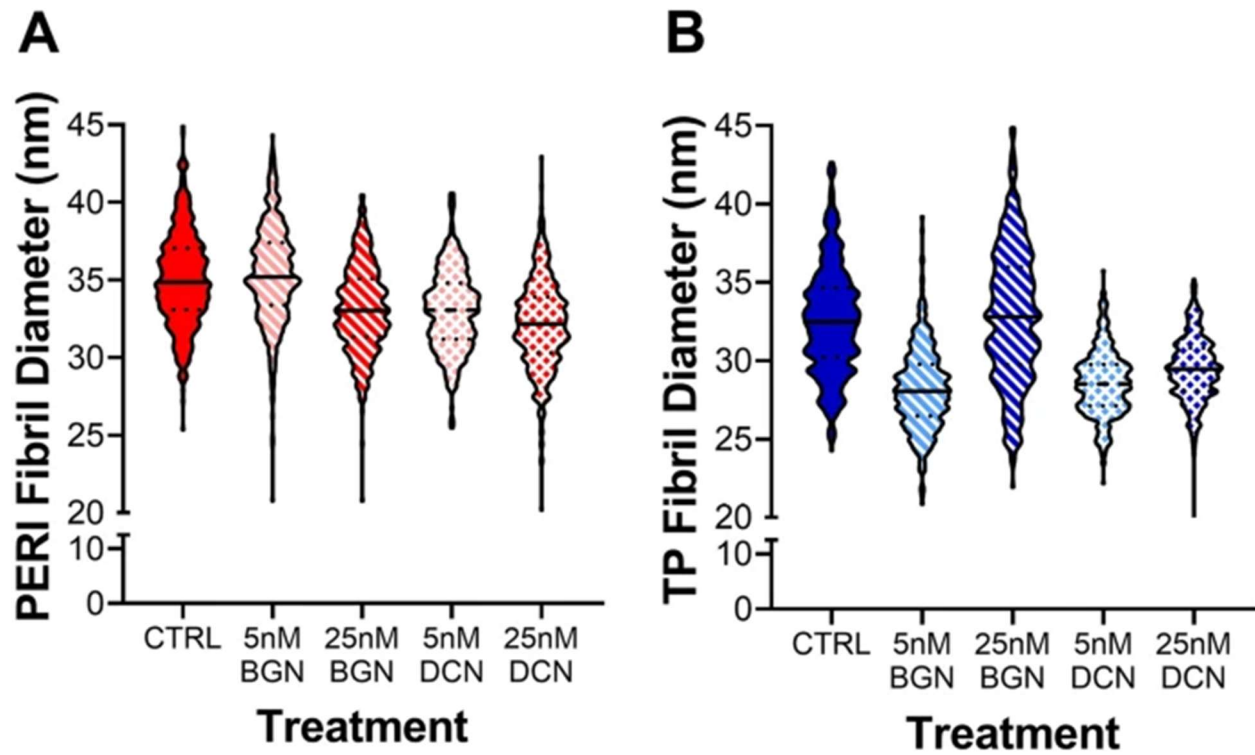 A
PERI Fibril Diameter (nm)
45
40
35
30
25
20
10
0
CTRL
5nM
BGN
25nM
BGN
5nM
DCN
25nM
DCN
Treatment
B
TP Fibril Diameter (nm)
45
40
35
30
25
20
10
0
CTRL
5nM
BGN
25nM
BGN
5nM
DCN
25nM
DCN
Treatment